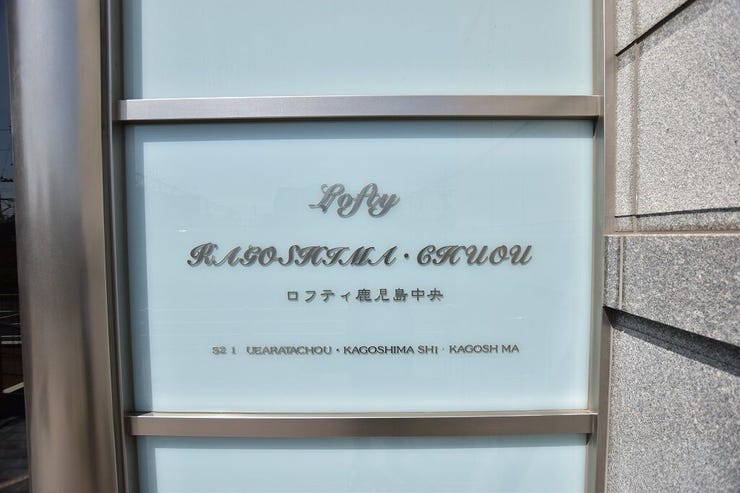 Lofty
KAGOSHIMA・CHUOU
ロフティ鹿児島中央
52 1 UEARATACHOU・KAGOSHIMA SHI・KAGOSH MA